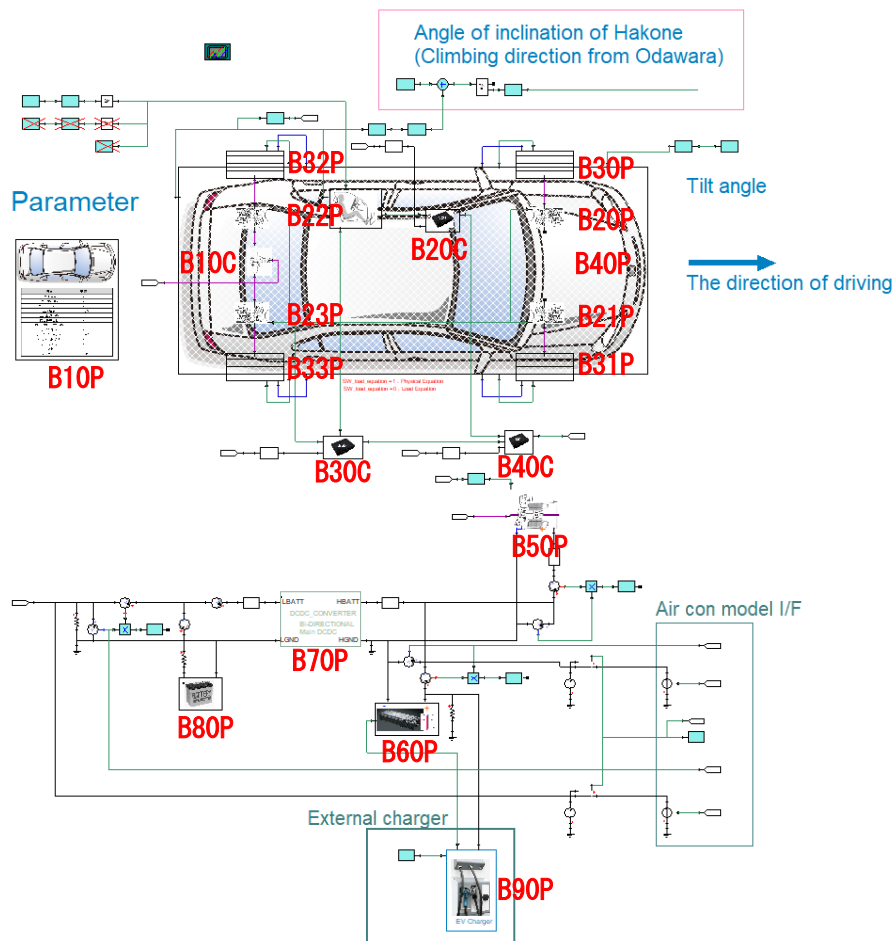 Angle of inclination of Hakone
(Climbing direction from Odawara)
B32P
B30P
Parameter
Tilt angle
B22P
B20P
B20C
B10C
B40P
The direction of driving
B23P
B21P
B33P
B31P
B10P
SW_load_equation =1 : Physical Equation
SW_load_equation =0 : Load Equation
B30C
B40C
B50P
LBATT
HBATT
DCDC_CONVERTER
BI-DIRECTIONAL
Main DCDC
LGND
HGND
Air con model I/F
B70P
B80P
B60P
External charger
B90P
EV Charger